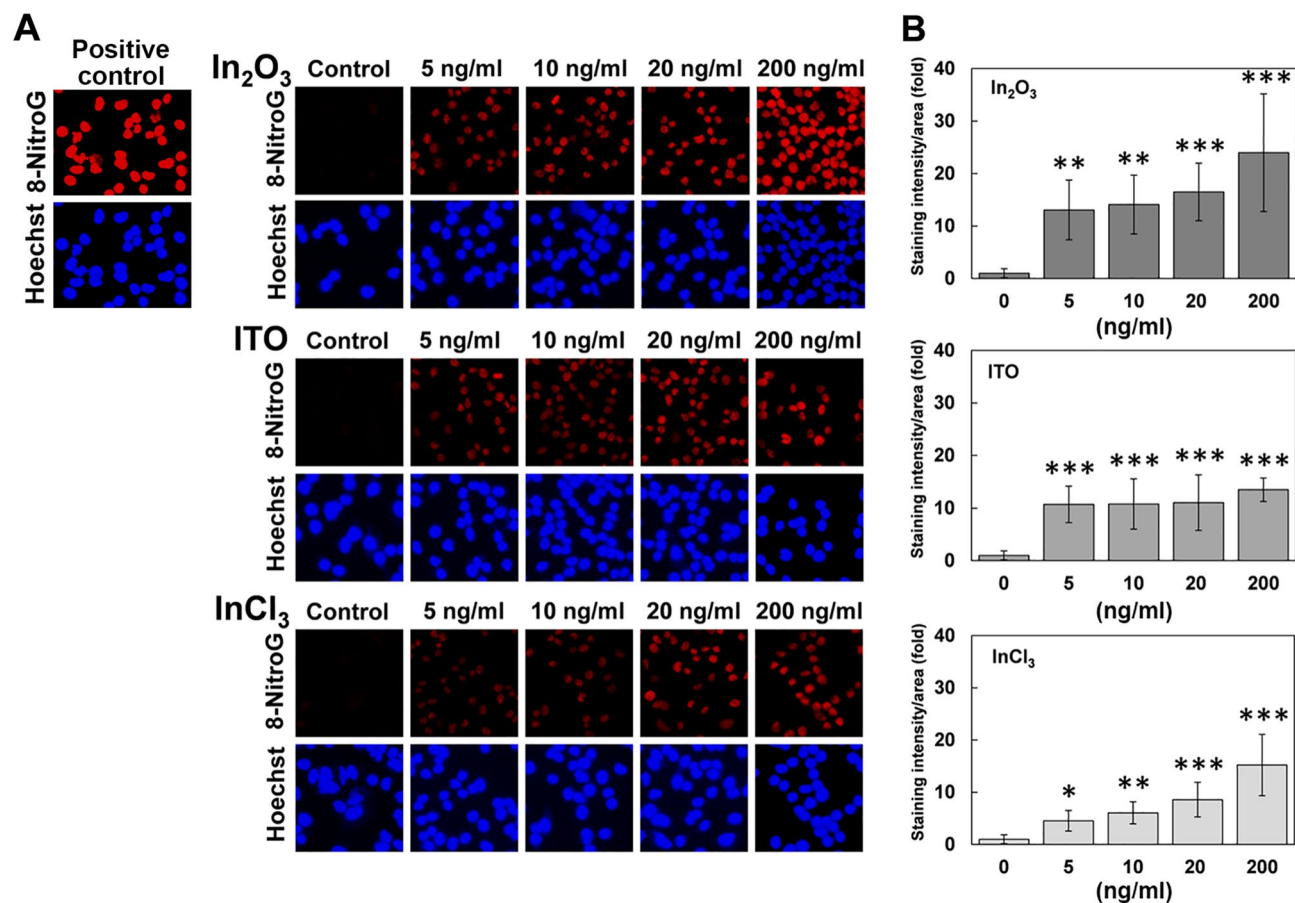 A
Positive
control
8-NitroG
Hoechst
In₂O₃
Control 5 ng/ml 10 ng/ml 20 ng/ml 200 ng/ml
8-NitroG
Hoechst
ITO
Control 5 ng/ml 10 ng/ml 20 ng/ml 200 ng/ml
8-NitroG
Hoechst
InCl₃
Control 5 ng/ml 10 ng/ml 20 ng/ml 200 ng/ml
8-NitroG
Hoechst
B
Staining intensity/area (fold)
40
30
20
10
0
In₂O₃
** ** *** ***
0 5 10 20 200
(ng/ml)
Staining intensity/area (fold)
40
30
20
10
0
ITO
*** *** *** ***
0 5 10 20 200
(ng/ml)
Staining intensity/area (fold)
40
30
20
10
0
InCl₃
* ** *** ***
0 5 10 20 200
(ng/ml)